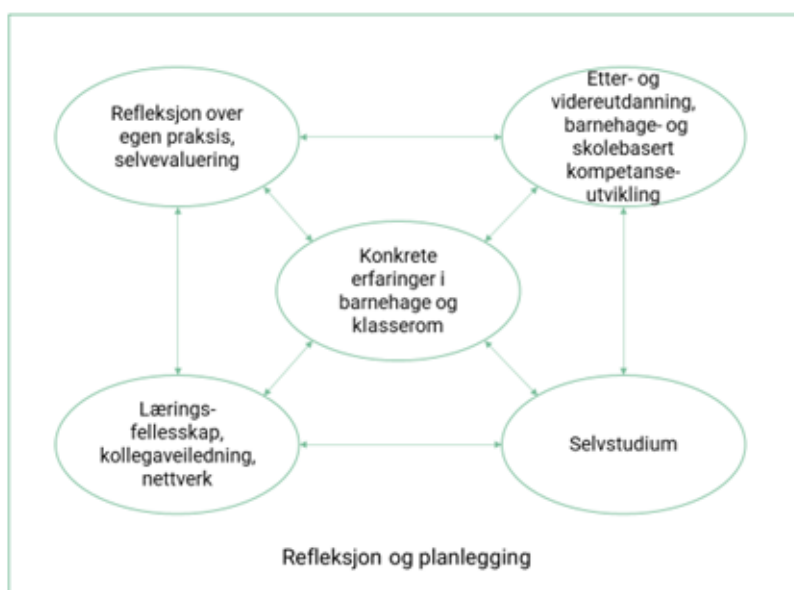 Refleksjon over
egen praksis,
selvevaluering
Etter- og
videreutdanning,
barnehage- og
skolebasert
kompetanse-
utvikling
Konkrete
erfaringer i
barnehage og
klasserom
Lærings-
fellesskap,
kollegaveiledning,
nettverk
Selvstudium
Refleksjon og planlegging